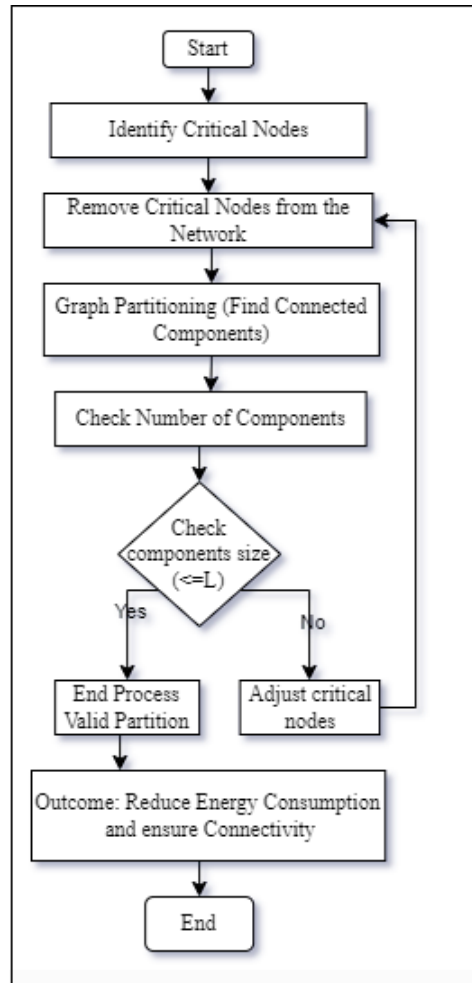 Start
Identify Critical Nodes
Remove Critical Nodes from the
Network
Graph Partitioning (Find Connected
Components)
Check Number of Components
Check
components size
(<=L)
Yes
No
End Process
Valid Partition
Adjust critical
nodes
Outcome: Reduce Energy Consumption
and ensure Connectivity
End